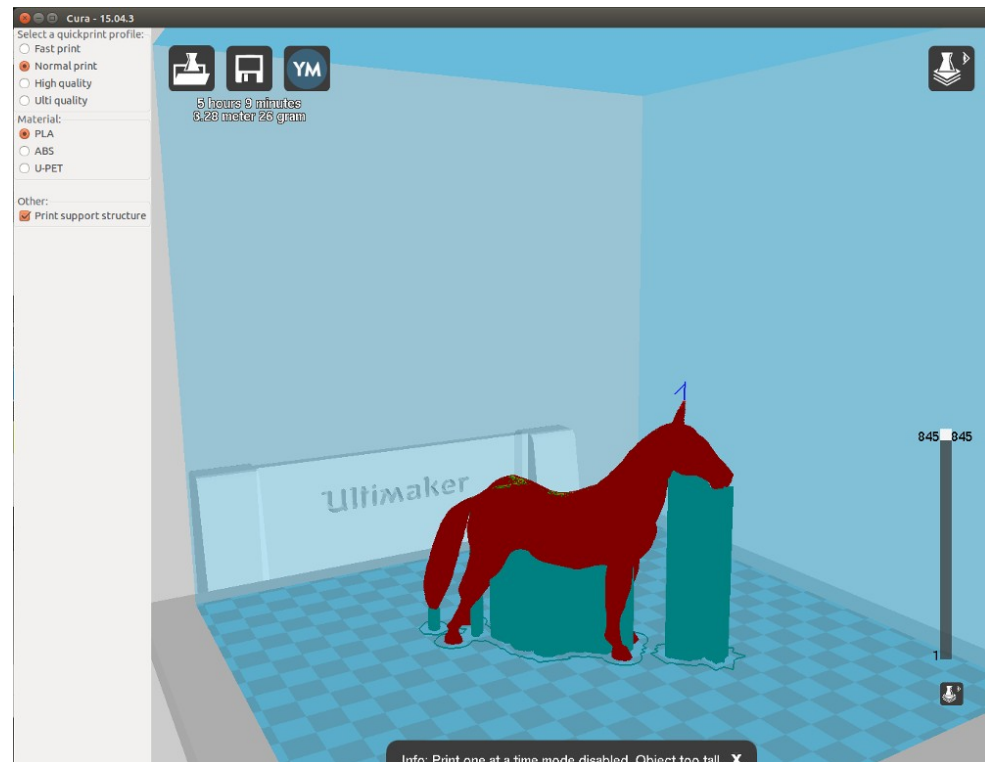 Cura - 15.04.3
Select a quickprint profile:
Fast print
Normal print
High quality
Ulti quality
Material:
PLA
ABS
U-PET
Other:
Print support structure
YM
5 hours 9 minutes
3.28 meter 26 gram
Ultimaker
845 845
1
Info: Print one at a time mode disabled. Object too tall. X